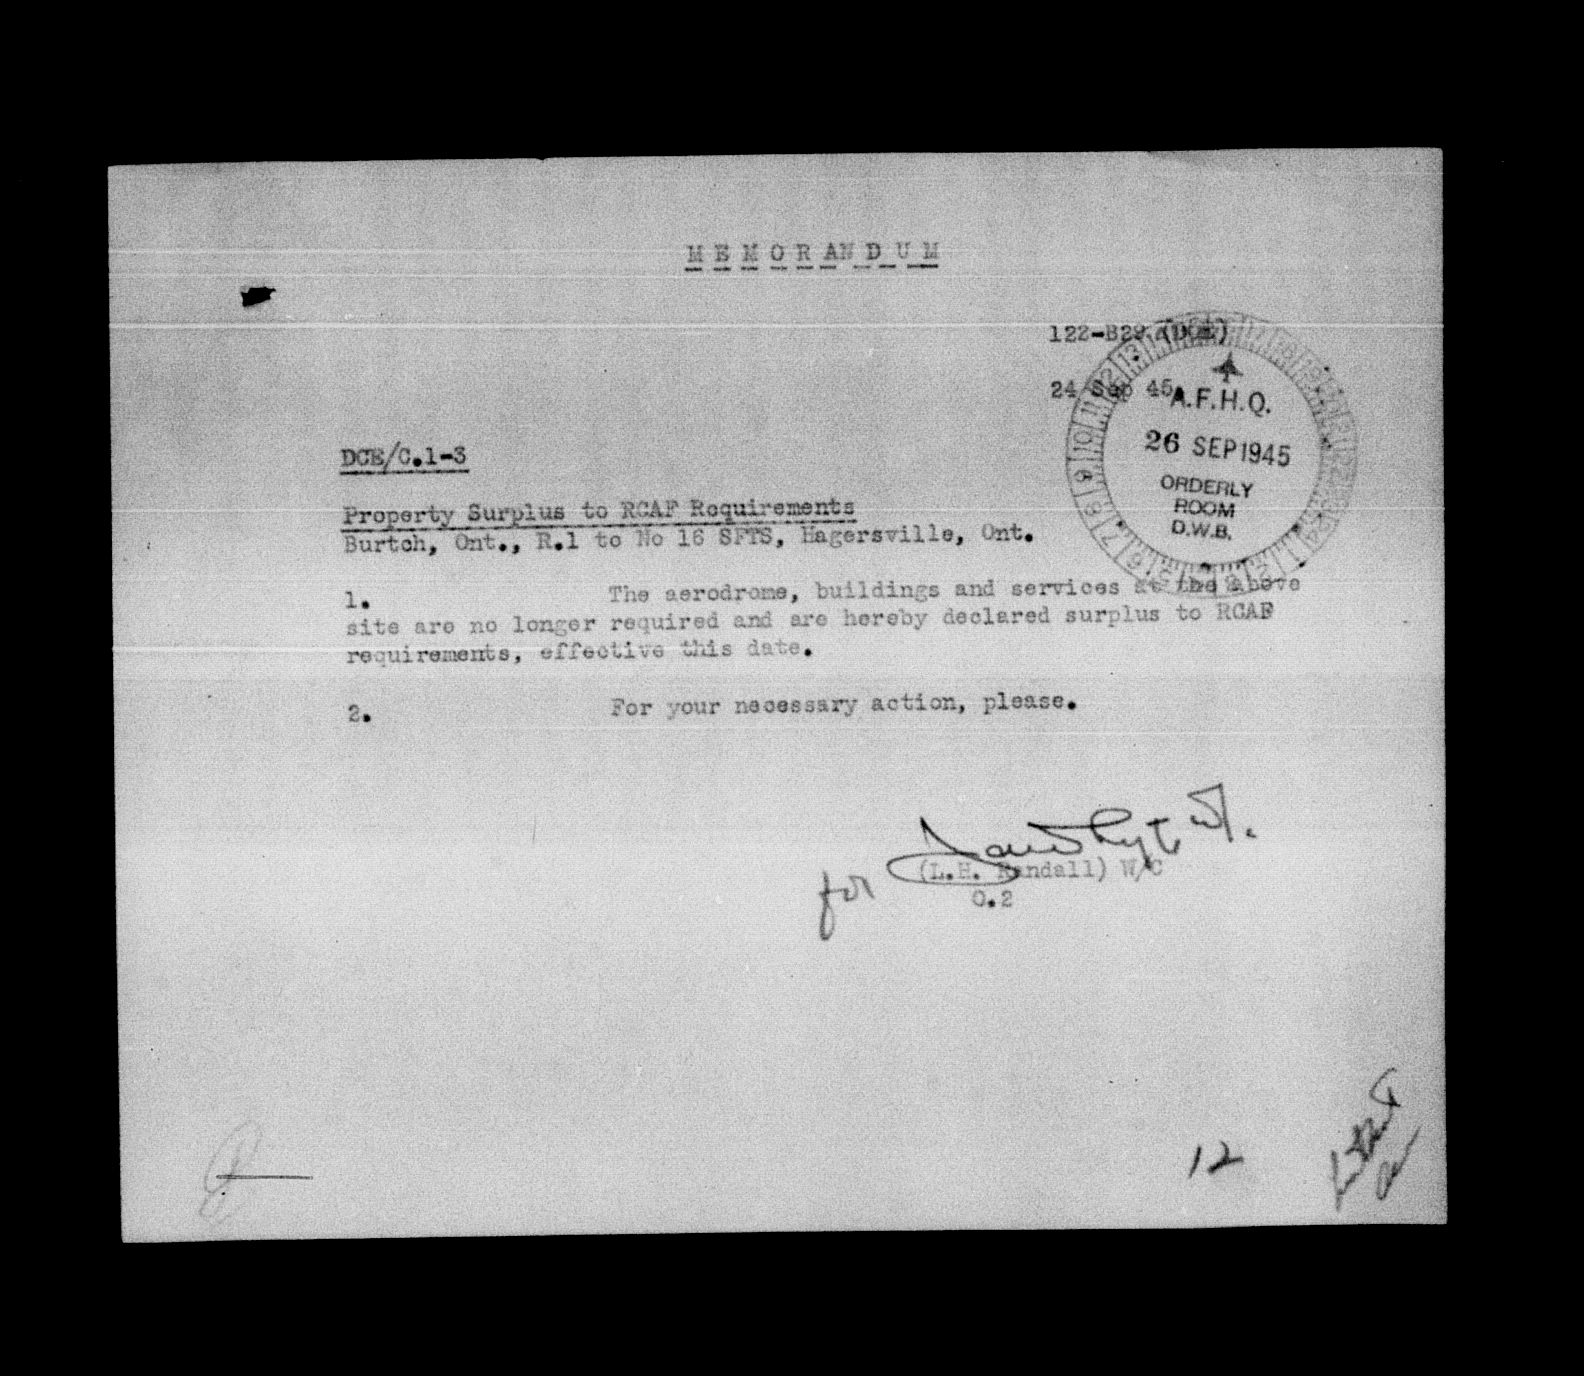 M E M O R A N D U M
122-B29 (DCE)
24 Sep 45.
A.F.H.Q.
26 SEP 1945
ORDERLY
ROOM
D.W.B.
DCE/C.1-3
Property Surplus to RCAF Requirements
Burtch, Ont., R.1 to No 16 SFTS, Hagersville, Ont.
1. The aerodrome, buildings and services at the above
site are no longer required and are hereby declared surplus to RCAF
requirements, effective this date.
2. For your necessary action, please.
for (L.H. Randall) W/C
O.2
12